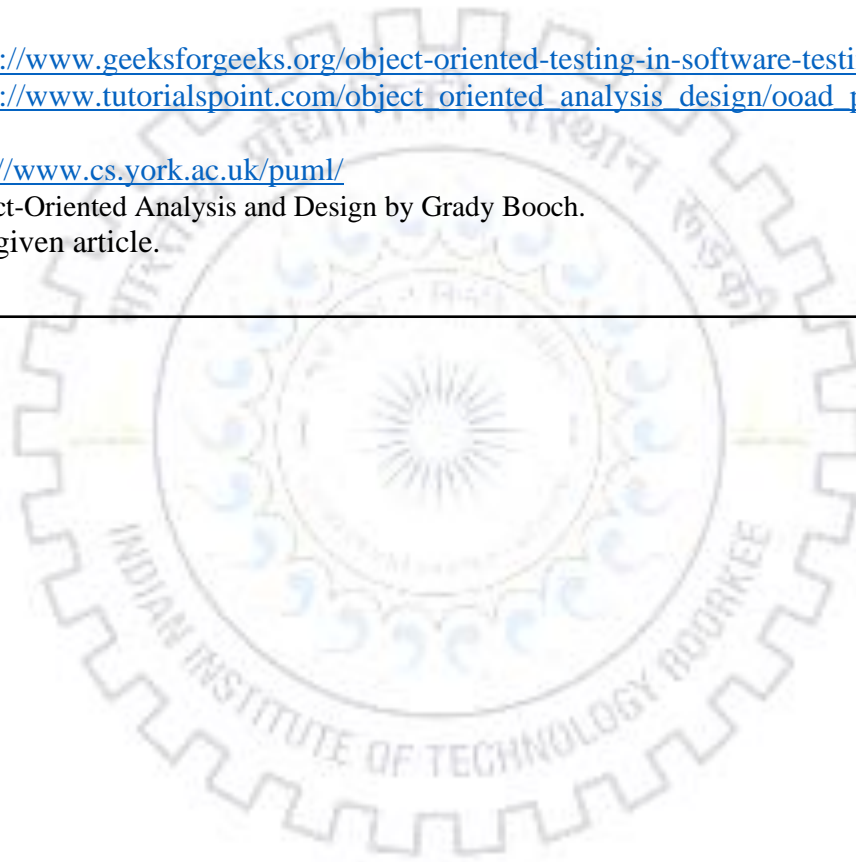 ://www.geeksforgeeks.org/object-oriented-testing-in-software-testi
://www.tutorialspoint.com/object_oriented_analysis_design/ooad_p
//www.cs.york.ac.uk/puml/
ct-Oriented Analysis and Design by Grady Booch.
given article.
INDIAN INSTITUTE OF TECHNOLOGY ROORKEE